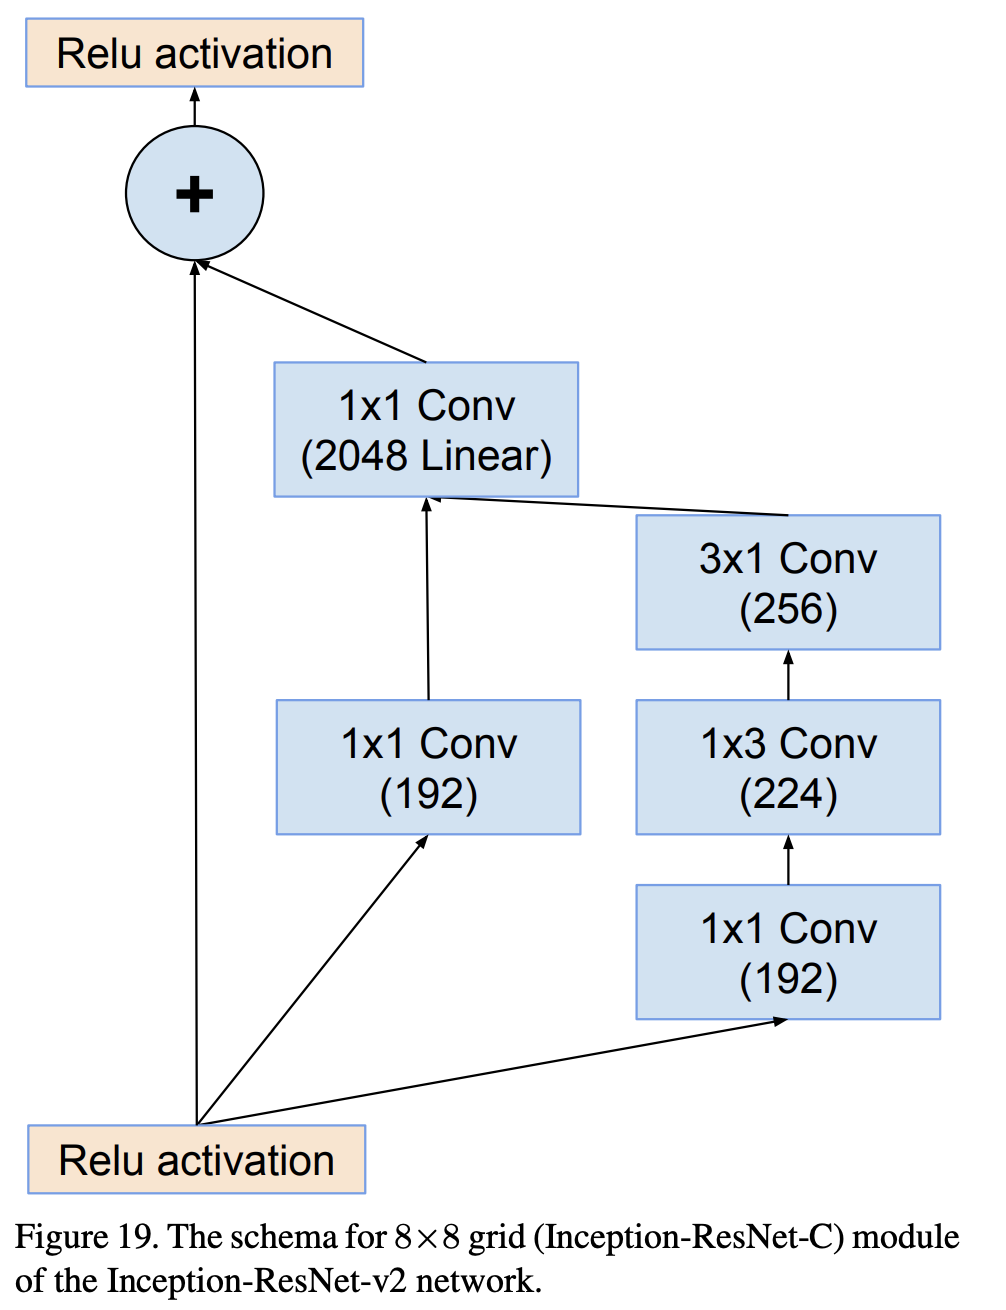 Relu activation
+
1x1 Conv
(2048 Linear)
3x1 Conv
(256)
1x1 Conv
(192)
1x3 Conv
(224)
1x1 Conv
(192)
Relu activation
Figure 19. The schema for 8×8 grid (Inception-ResNet-C) module
of the Inception-ResNet-v2 network.